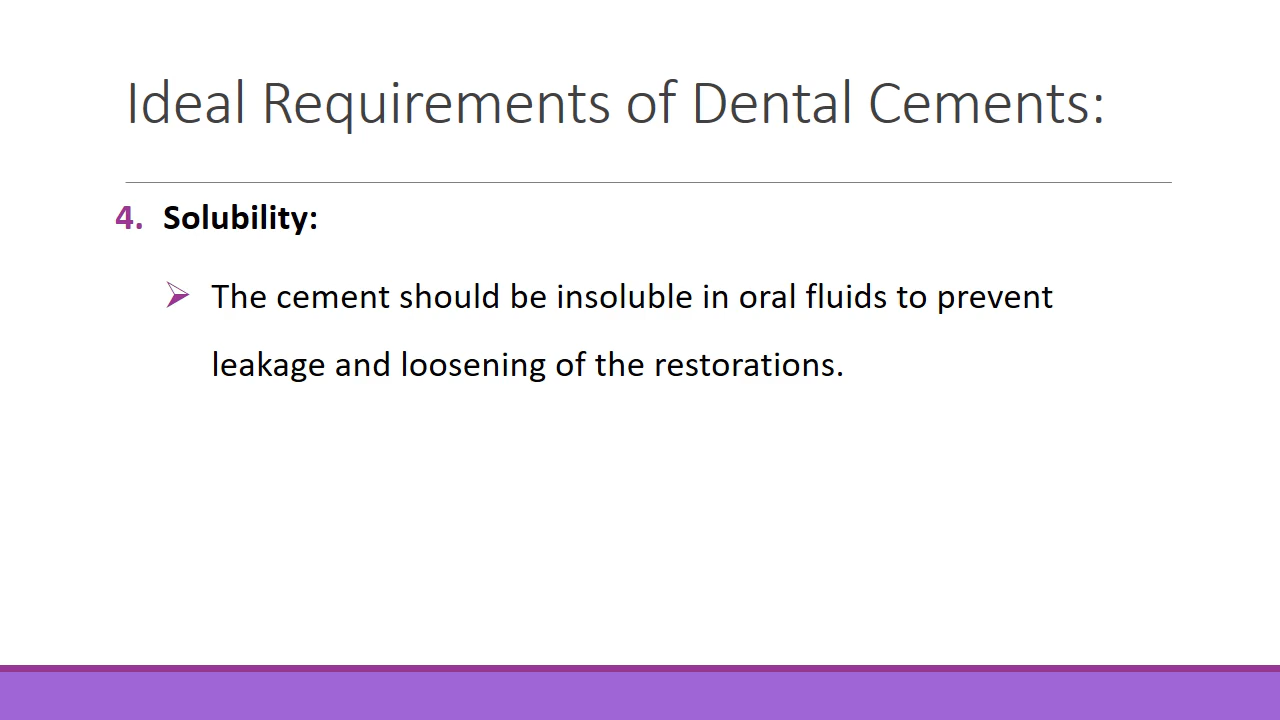 Ideal Requirements of Dental Cements:
4. Solubility:
➢ The cement should be insoluble in oral fluids to prevent
leakage and loosening of the restorations.